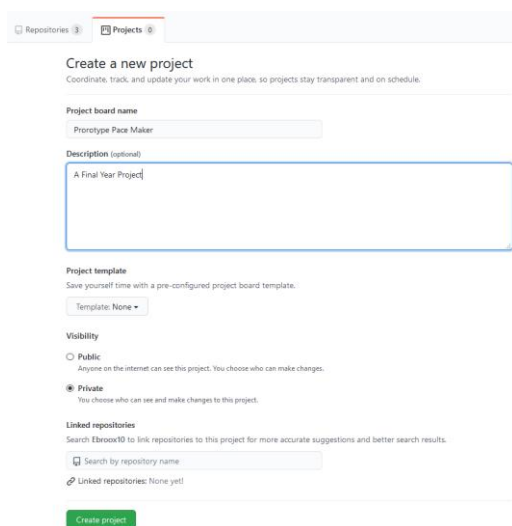 Repositories 3 Projects 0
Create a new project
Coordinate, track, and update your work in one place, so projects stay transparent and on schedule.
Project board name
Prorotype Pace Maker
Description (optional)
A Final Year Project
Project template
Save yourself time with a pre-configured project board template.
Template: None
Visibility
Public
Anyone on the internet can see this project. You choose who can make changes.
Private
You choose who can see and make changes to this project.
Linked repositories
Search Ebroox10 to link repositories to this project for more accurate suggestions and better search results.
Search by repository name
Linked repositories: None yet!
Create project